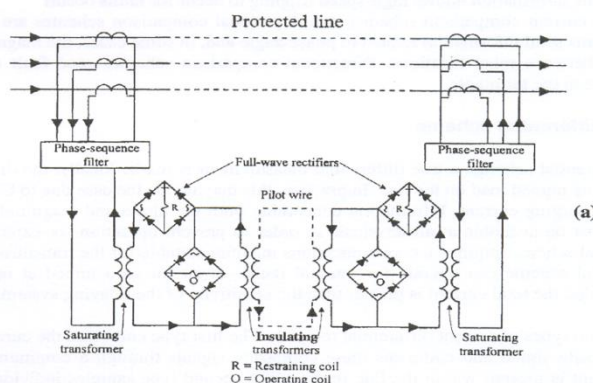 Protected line
Phase-sequence
filter
Full-wave rectifiers
Phase-sequence
filter
R
Pilot wire
R
(a)
O
O
Saturating
transformer
Insulating
transformers
Saturating
transformer
R = Restraining coil
O = Operating coil